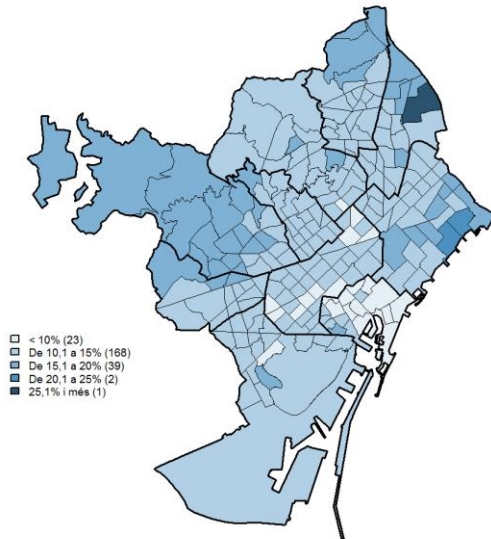 < 10% (23)
De 10,1 a 15% (168)
De 15,1 a 20% (39)
De 20,1 a 25% (2)
25,1% i més (1)